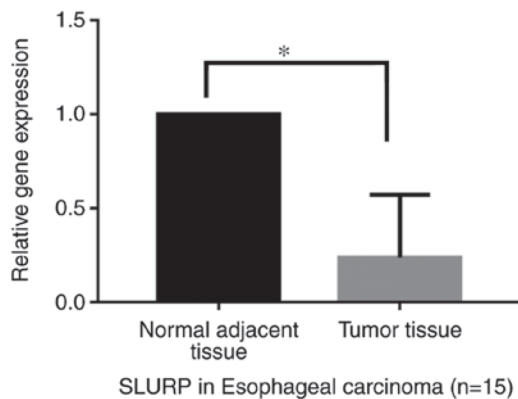 1.5
*
1.0
0.5
0.0
Relative gene expression
Normal adjacent
tissue
Tumor tissue
SLURP in Esophageal carcinoma (n=15)